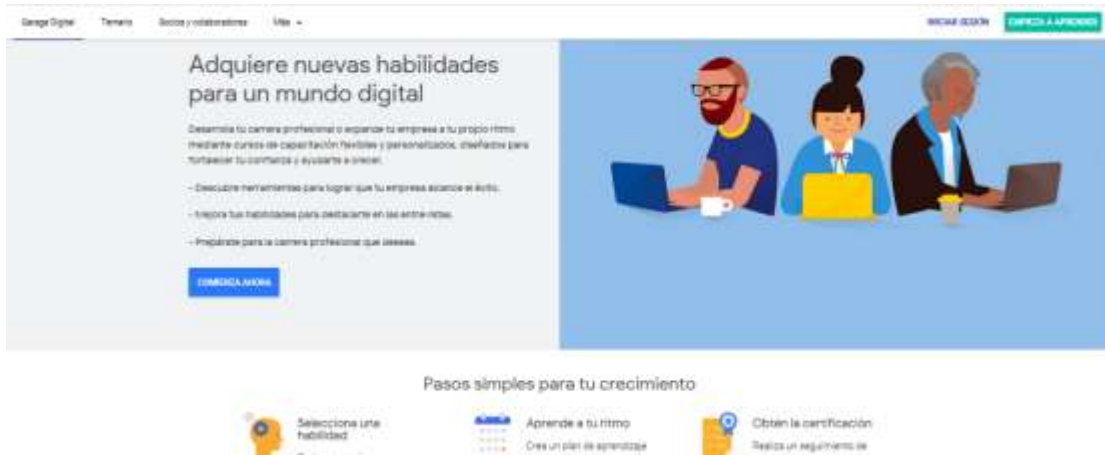 Garage Digital
Temario
Socios y colaboradores
Más
INICIAR SESIÓN
EMPIEZA A APRENDER
Adquiere nuevas habilidades
para un mundo digital
Desarrolla tu carrera profesional o expande tu empresa a tu propio ritmo
mediante cursos de capacitación flexibles y personalizados, diseñados para
fortalecer tu confianza y ayudarte a crecer.
- Descubre herramientas para lograr que tu empresa alcance el éxito.
- Mejora tus habilidades para destacarte en las entrevistas.
- Prepárate para la carrera profesional que deseas.
COMIENZA AHORA
Pasos simples para tu crecimiento
Selecciona una
habilidad
Aprende a tu ritmo
Crea un plan de aprendizaje
Obtén la certificación
Realiza un seguimiento de